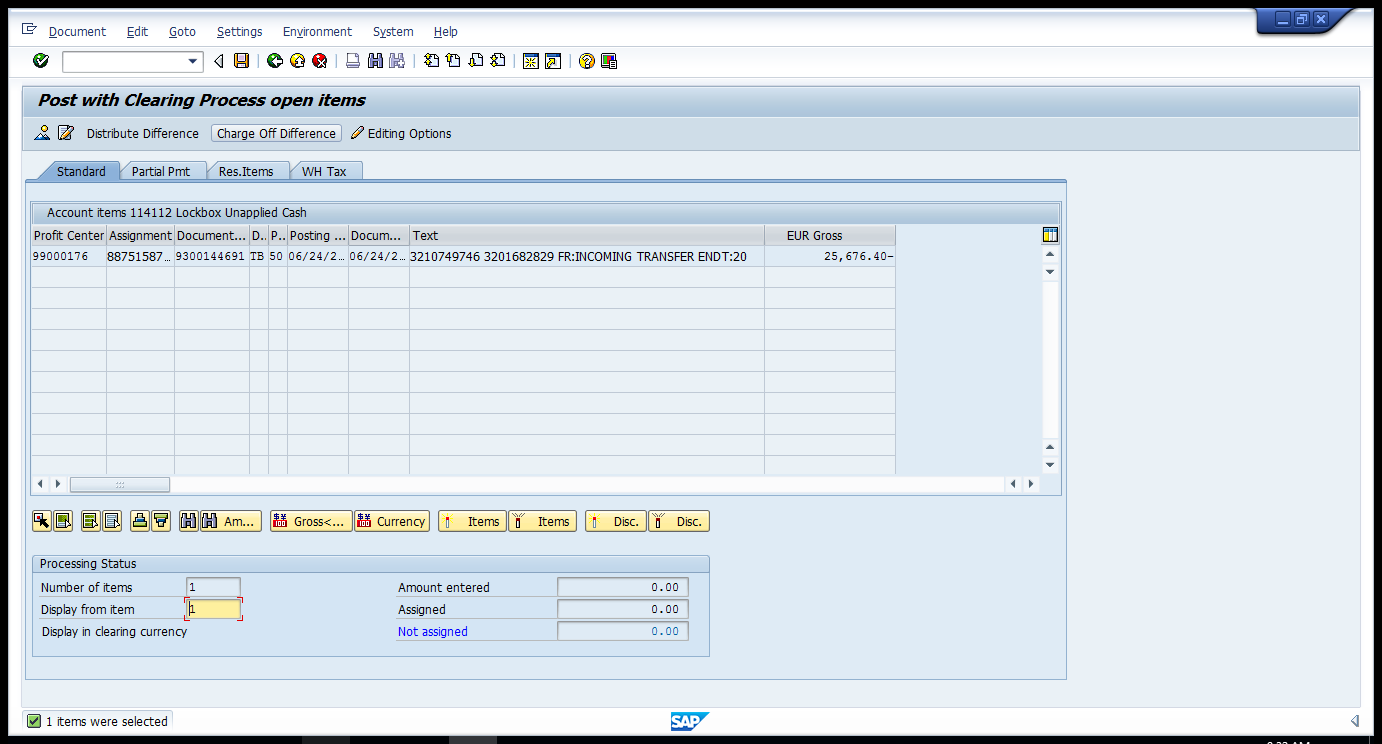 Document Edit Goto Settings Environment System Help
Post with Clearing Process open items
Distribute Difference Charge Off Difference Editing Options
Standard Partial Pmt Res.Items WH Tax
Account items 114112 Lockbox Unapplied Cash
Profit Center Assignment Document... D.. P.. Posting ... Docum... Text EUR Gross
99000176 88751587... 9300144691 TB 50 06/24/2... 06/24/2... 3210749746 3201682829 FR:INCOMING TRANSFER ENDT:20 25,676.40-
Am... Gross<... Currency Items Items Disc. Disc.
Processing Status
Number of items 1 Amount entered 0.00
Display from item 1 Assigned 0.00
Display in clearing currency Not assigned 0.00
1 items were selected SAP